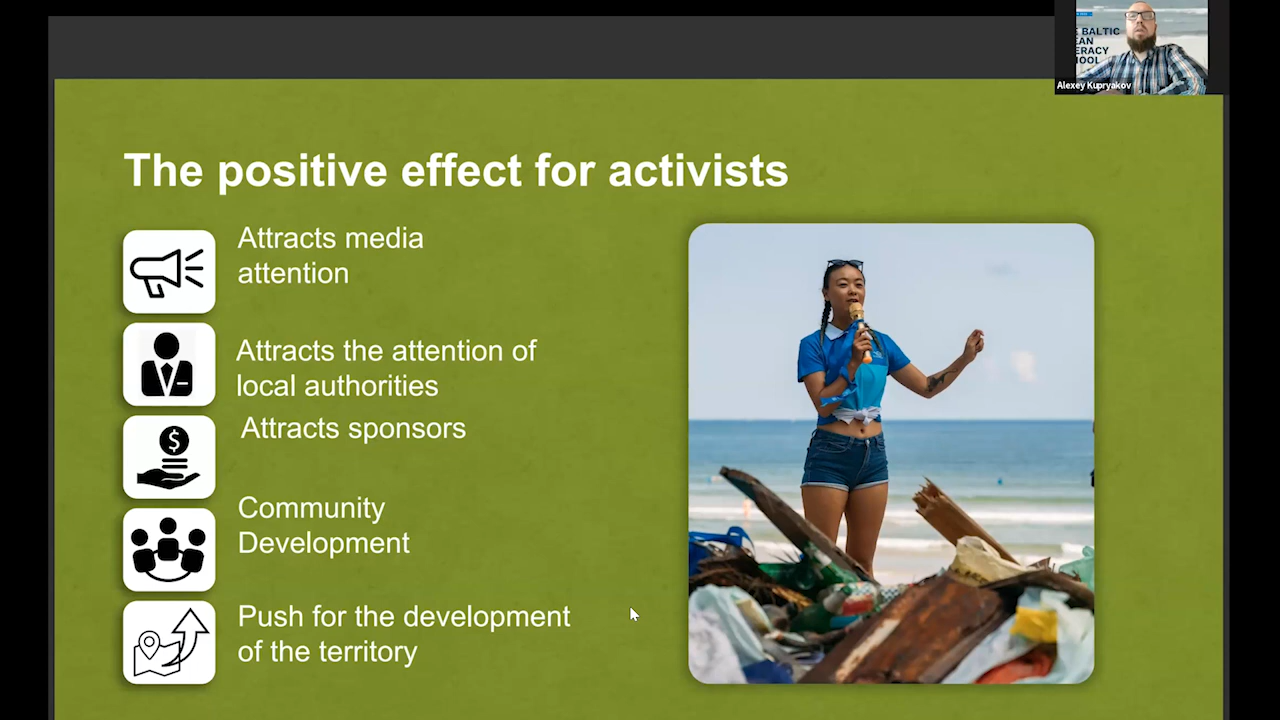 BALTIC
Alexey Kupryakov
The positive effect for activists
Attracts media
attention
Attracts the attention of
local authorities
$
Attracts sponsors
Community
Development
Push for the development
of the territory